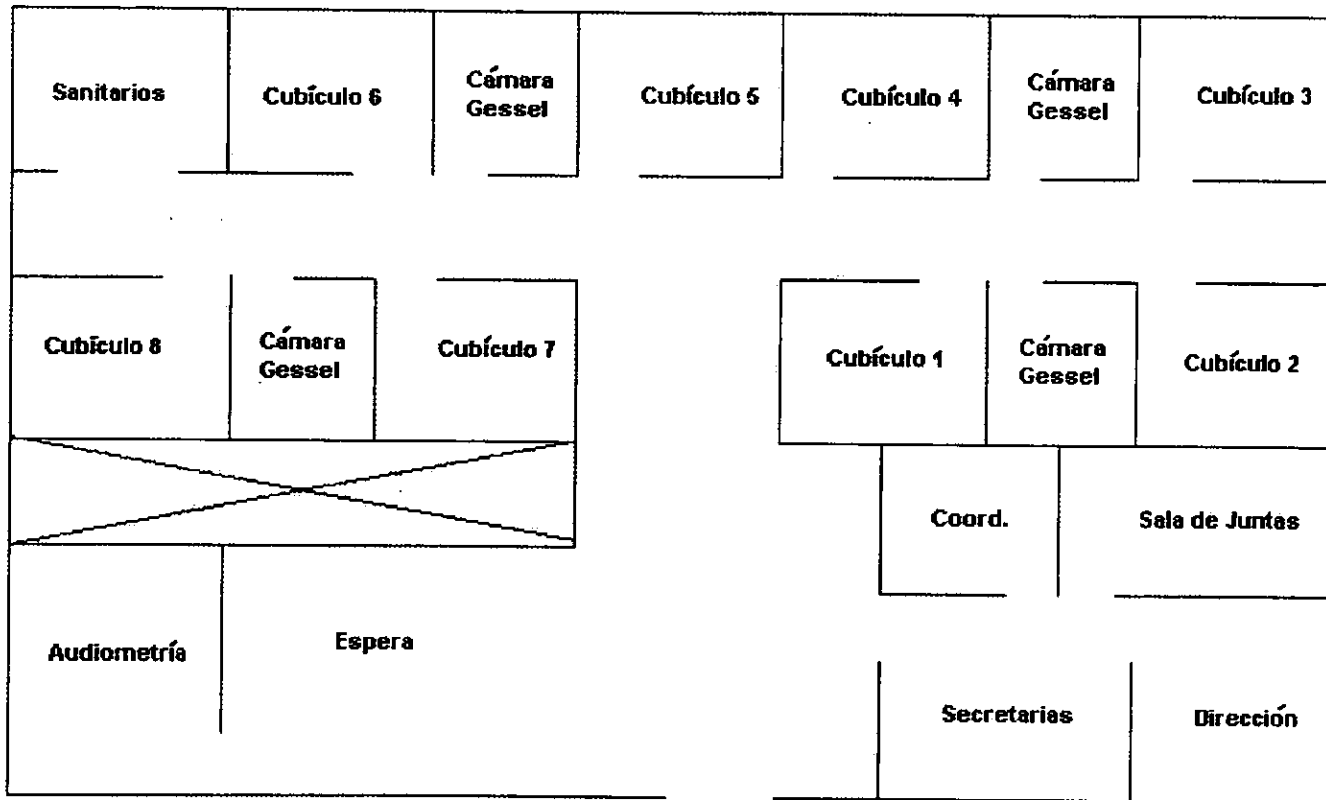 Sanitarios
Cubículo 6
Cámara
Gessel
Cubículo 5
Cubículo 4
Cámara
Gessel
Cubículo 3
Cubículo 8
Cámara
Gessel
Cubículo 7
Cubículo 1
Cámara
Gessel
Cubículo 2
Coord.
Sala de Juntas
Audiometría
Espera
Secretarias
Dirección